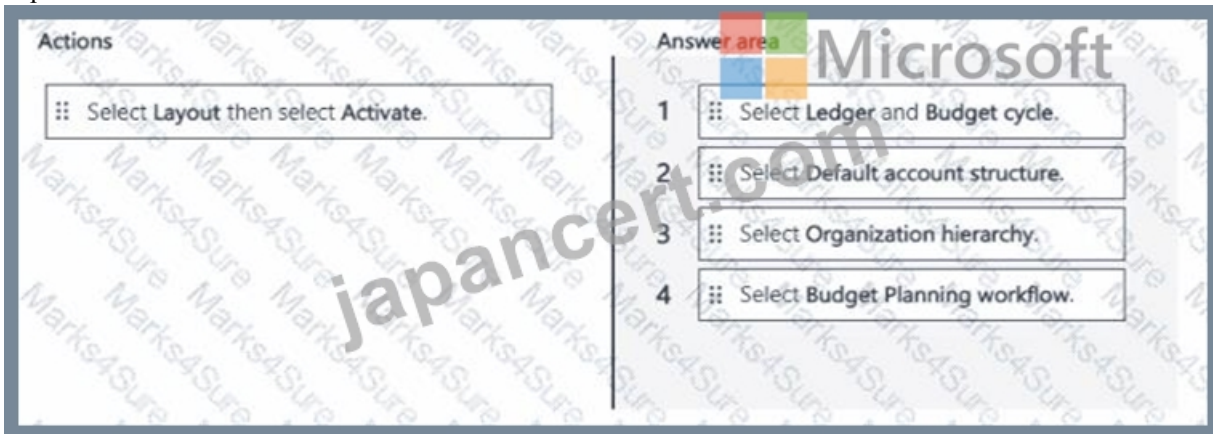 Actions
Select Layout then select Activate.
Answer area
Microsoft
1 Select Ledger and Budget cycle.
2 Select Default account structure.
3 Select Organization hierarchy.
4 Select Budget Planning workflow.
japancert.com
Marks4Sure